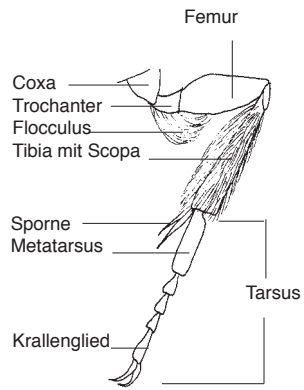 Femur
Coxa
Trochanter
Flocculus
Tibia mit Scopa
Sporne
Metatarsus
Tarsus
Krallenglied